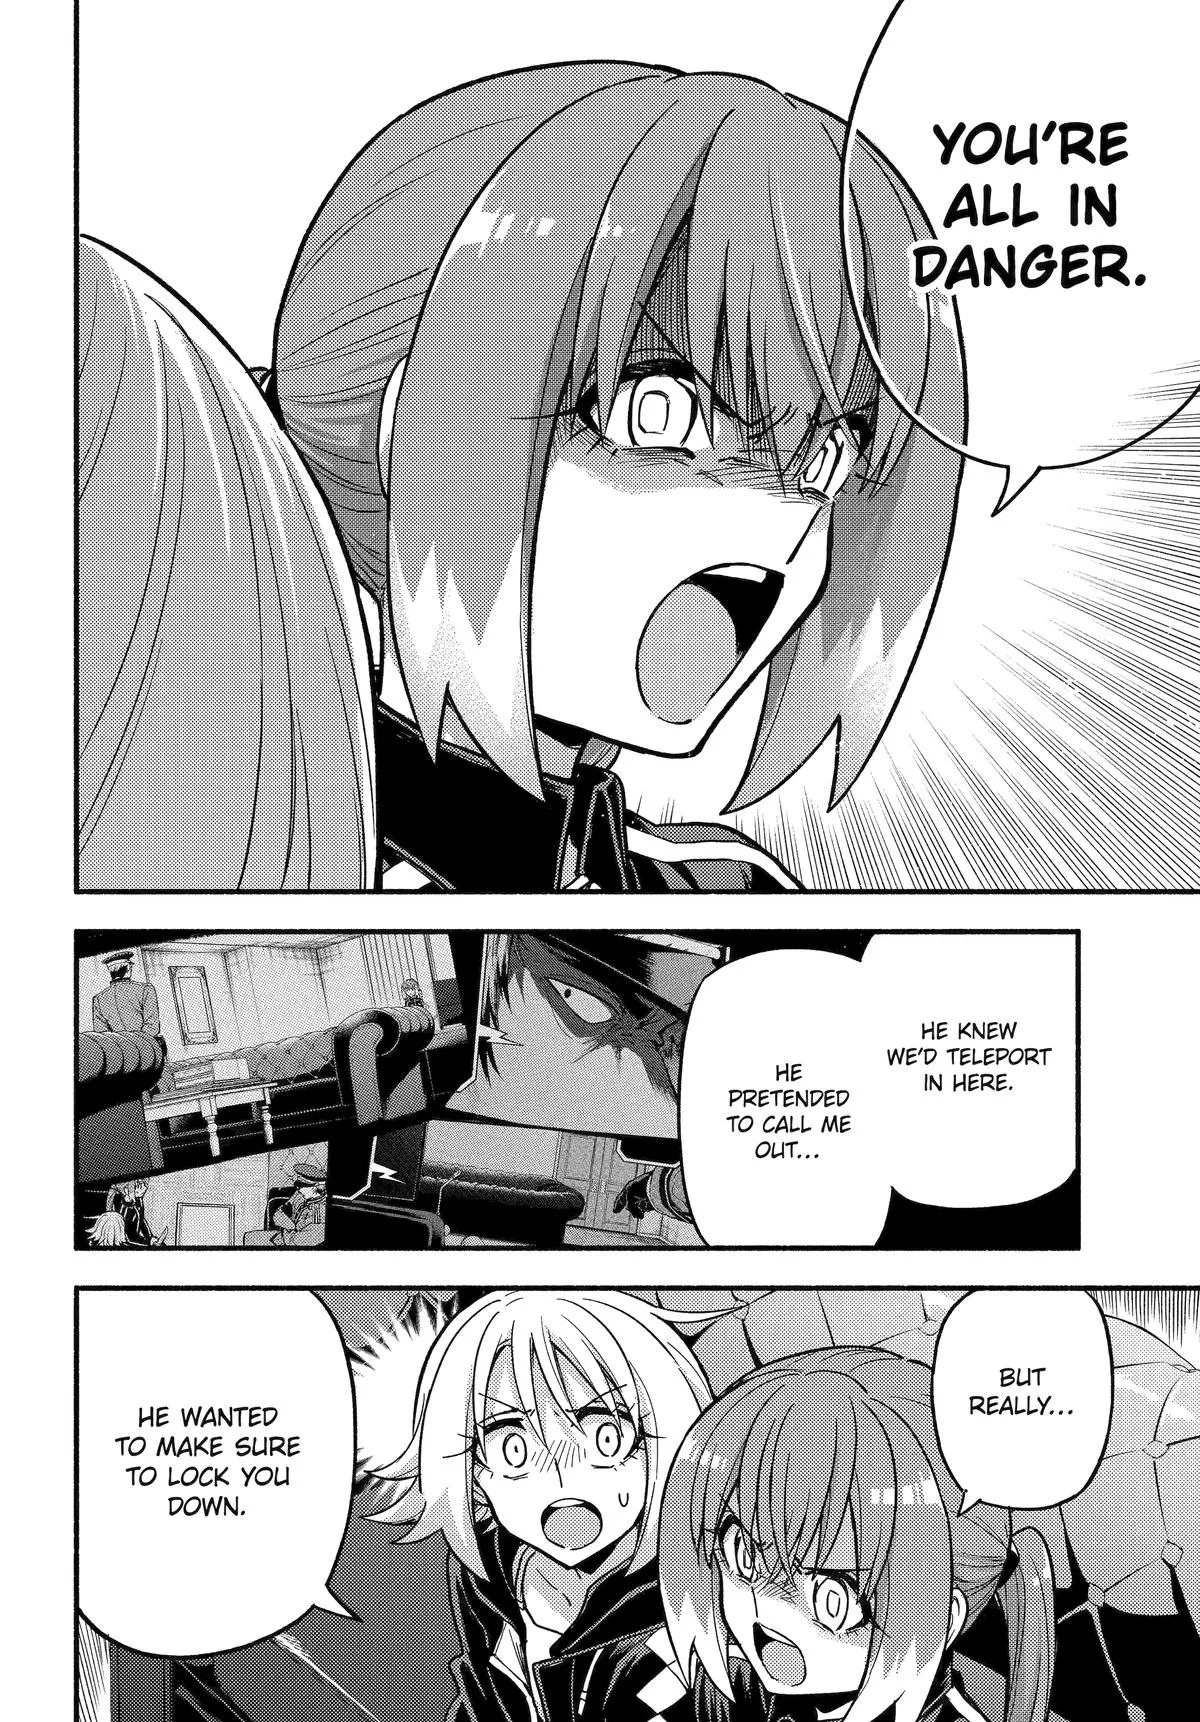 YOU'RE
ALL IN
DANGER.
HE KNEW
WE'D TELEPORT
IN HERE.
HE
PRETENDED
TO CALL ME
OUT...
BUT
REALLY...
HE WANTED
TO MAKE SURE
TO LOCK YOU
DOWN.